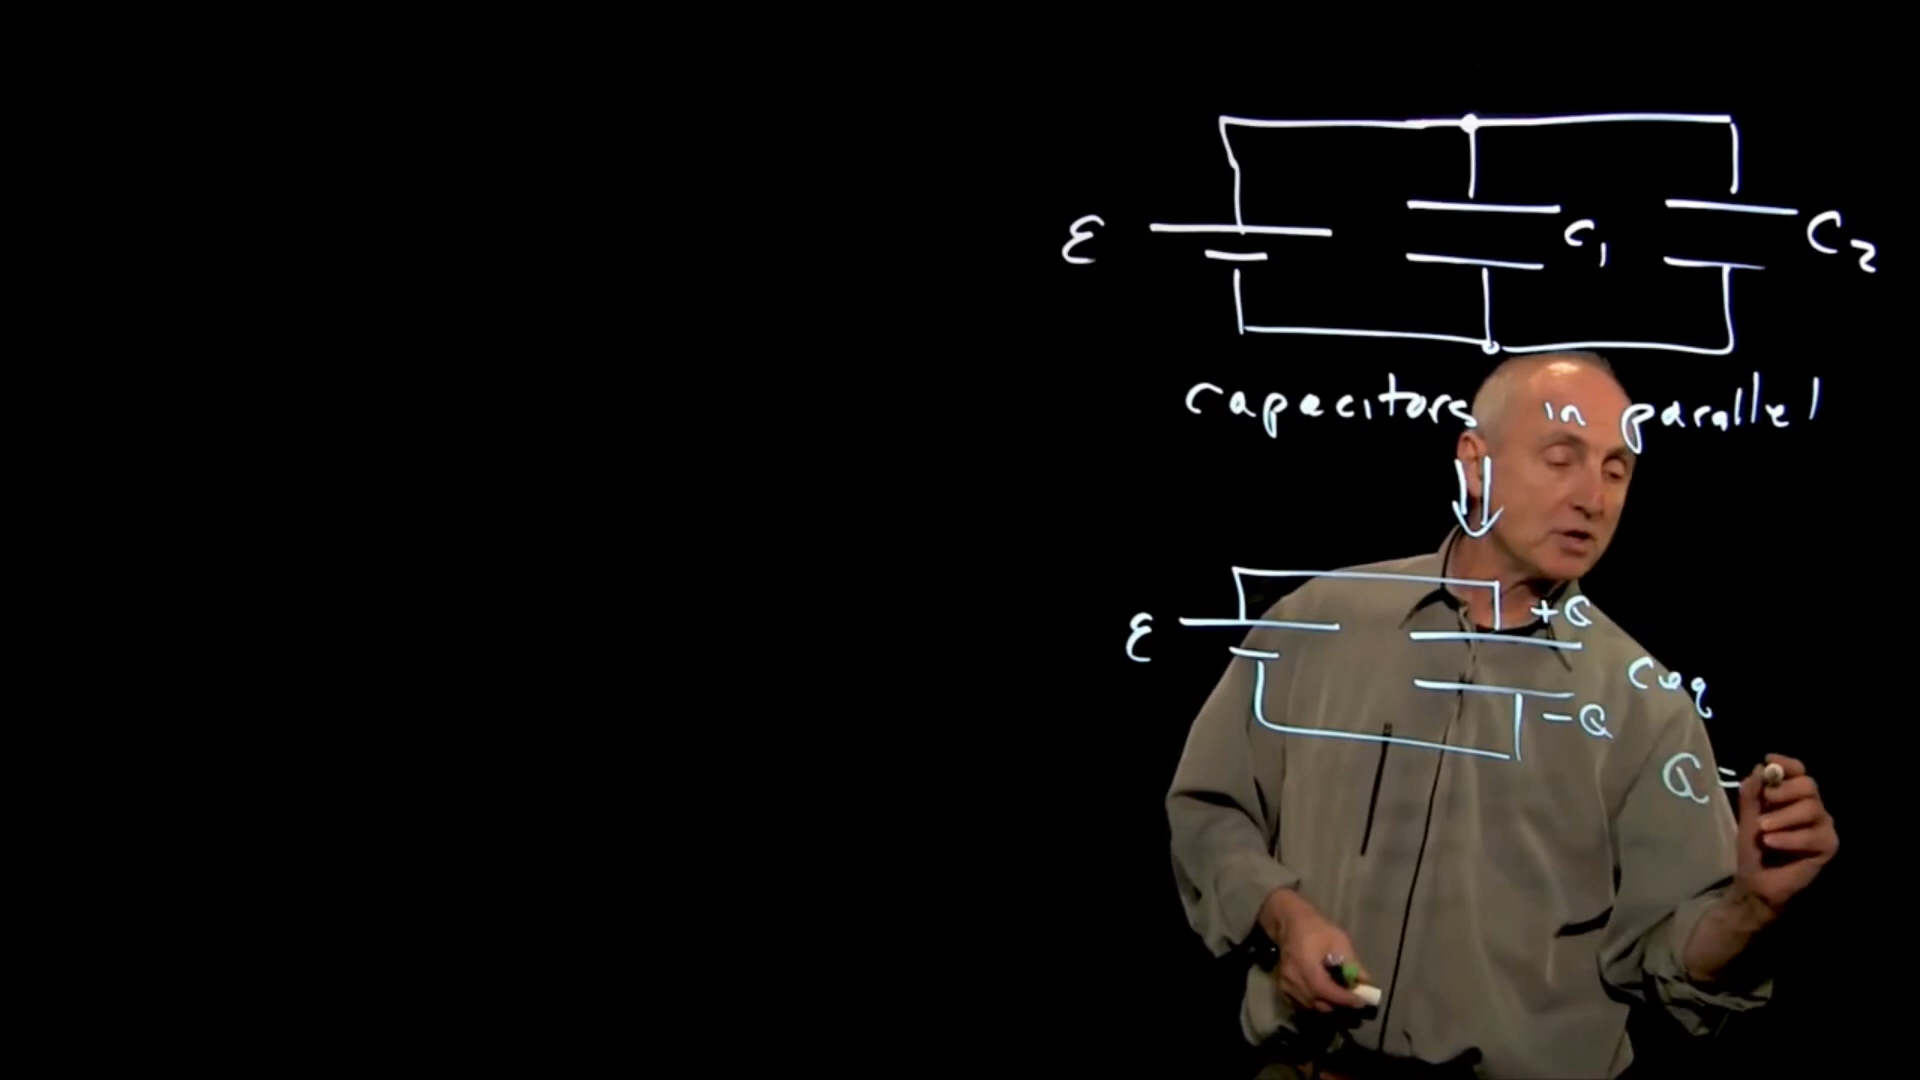 ε C₁ C₂
capacitors in parallel
+Q
ε Ceq
-Q
Q =